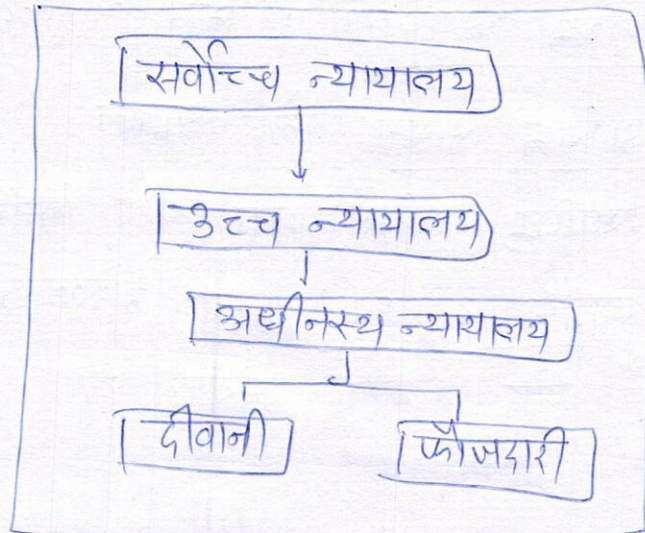 सर्वोच्च न्यायालय
उच्च न्यायालय
अधीनस्थ न्यायालय
दीवानी
फौजदारी